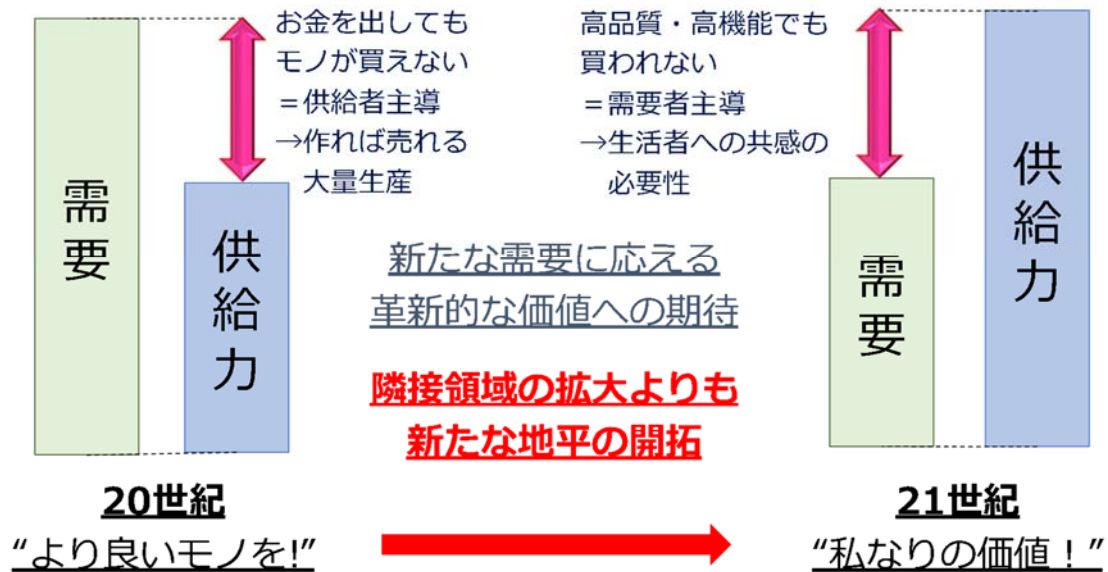 お金を出しても
モノが買えない
＝供給者主導
→作れば売れる
大量生産
高品質・高機能でも
買われない
＝需要者主導
→生活者への共感の
必要性
需要
供給力
新たな需要に応える
革新的な価値への期待
隣接領域の拡大よりも
新たな地平の開拓
需要
供給力
20世紀
“より良いモノを!”
21世紀
“私なりの価値！”